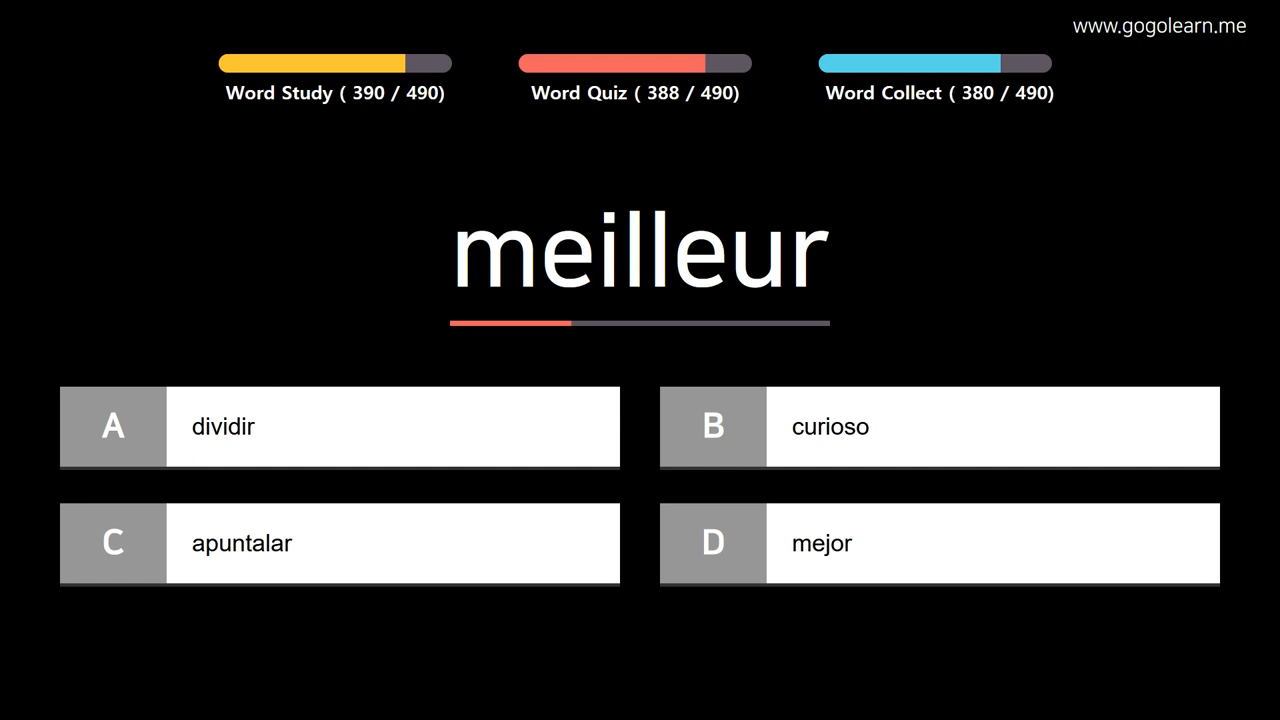 www.gogolearn.me
Word Study ( 390 / 490)
Word Quiz ( 388 / 490)
Word Collect ( 380 / 490)
meilleur
A dividir
B curioso
C apuntalar
D mejor